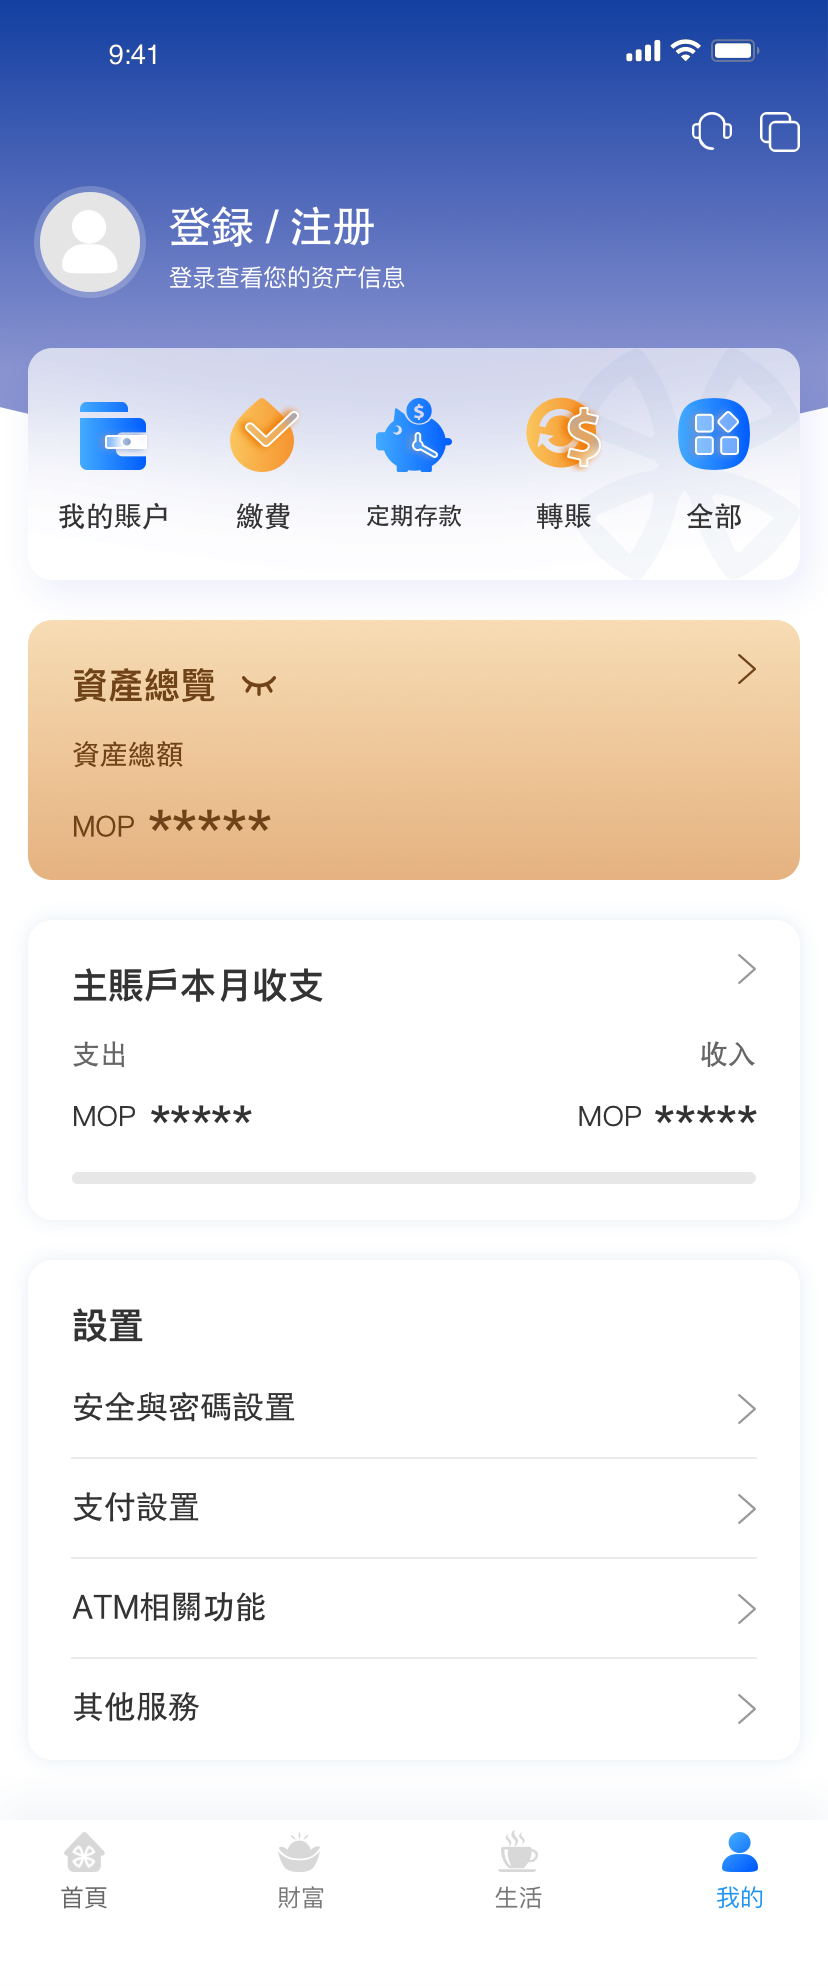 9:41
登録 / 注册
登录查看您的资产信息
我的賬户 繳費 定期存款 轉賬 全部
資產總覽
資産總額
MOP *****
主賬戶本月收支
支出 收入
MOP ***** MOP *****
設置
安全與密碼設置
支付設置
ATM相關功能
其他服務
首頁 財富 生活 我的